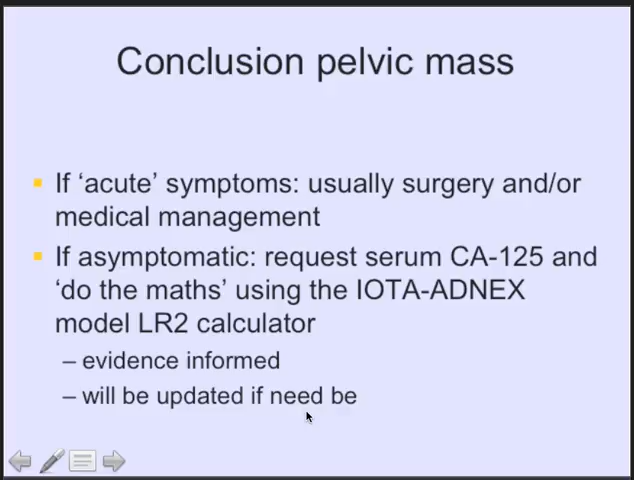 Conclusion pelvic mass
If ‘acute’ symptoms: usually surgery and/or
medical management
If asymptomatic: request serum CA-125 and
‘do the maths’ using the IOTA-ADNEX
model LR2 calculator
– evidence informed
– will be updated if need be